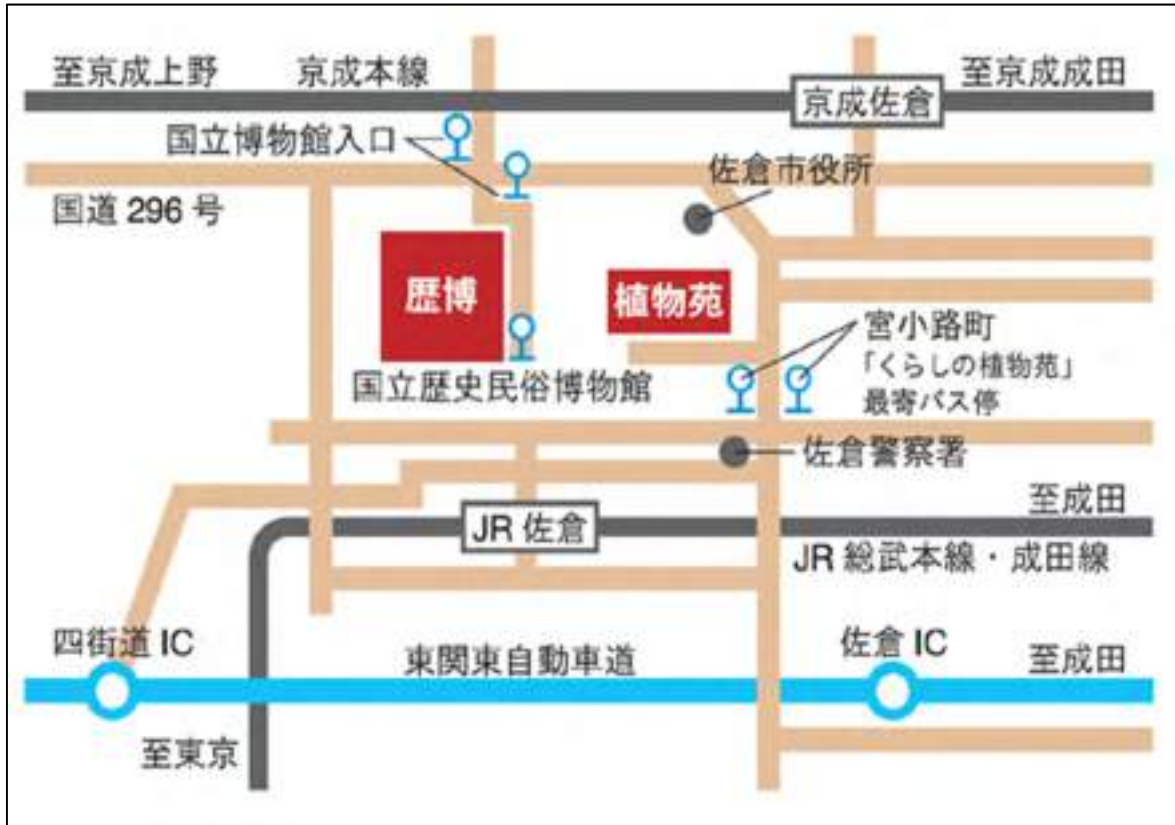 至京成上野
京成本線
京成佐倉
至京成成田
国立博物館入口
佐倉市役所
国道 296 号
歴博
植物苑
宮小路町
「くらしの植物苑」
最寄バス停
国立歴史民俗博物館
佐倉警察署
至成田
JR 佐倉
JR 総武本線・成田線
四街道 IC
東関東自動車道
佐倉 IC
至成田
至東京